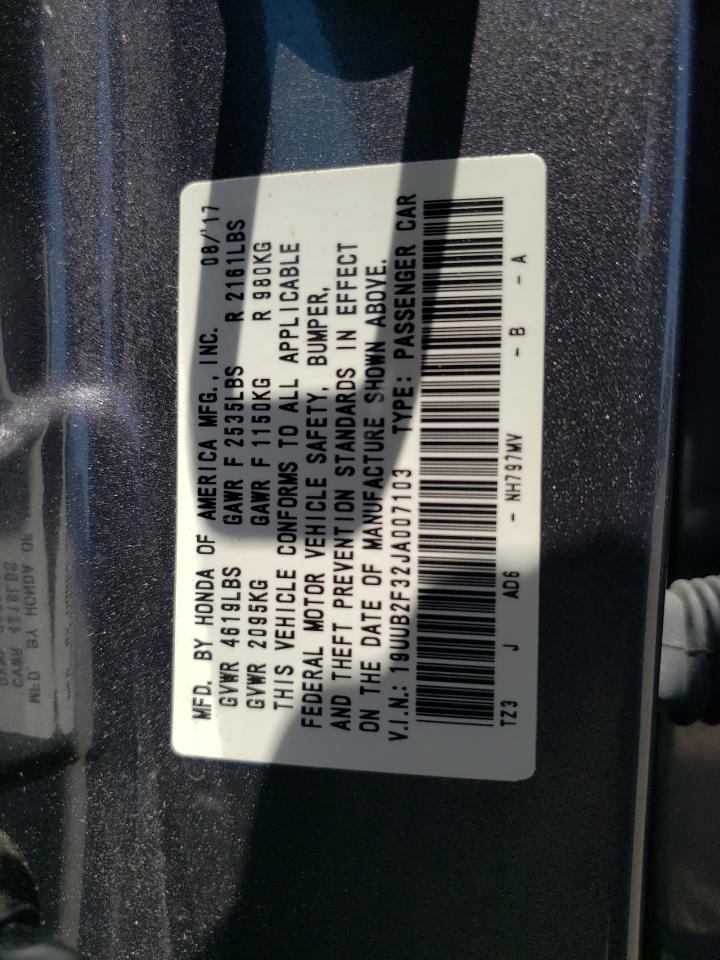 MFD. BY HONDA OF AMERICA MFG., INC. 08/'17
GVWR 4619LBS GAWR F 2535LBS R 2161LBS
GVWR 2095KG GAWR F 1150KG R 980KG
THIS VEHICLE CONFORMS TO ALL APPLICABLE
FEDERAL MOTOR VEHICLE SAFETY, BUMPER,
AND THEFT PREVENTION STANDARDS IN EFFECT
ON THE DATE OF MANUFACTURE SHOWN ABOVE.
V.I.N.: 19UUB2F32JA007103 TYPE: PASSENGER CAR
TZ3 J AD6 - NH797MV - B - A